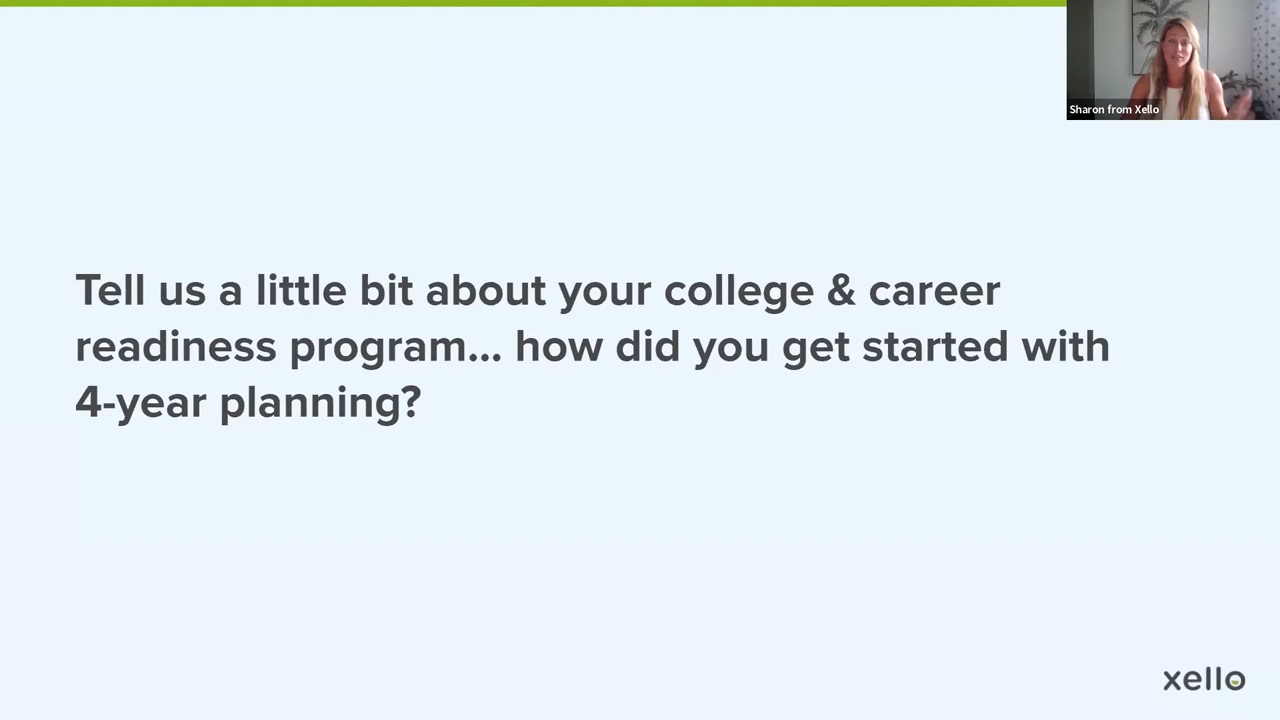 Sharon from Xello
Tell us a little bit about your college & career
readiness program... how did you get started with
4-year planning?
xello